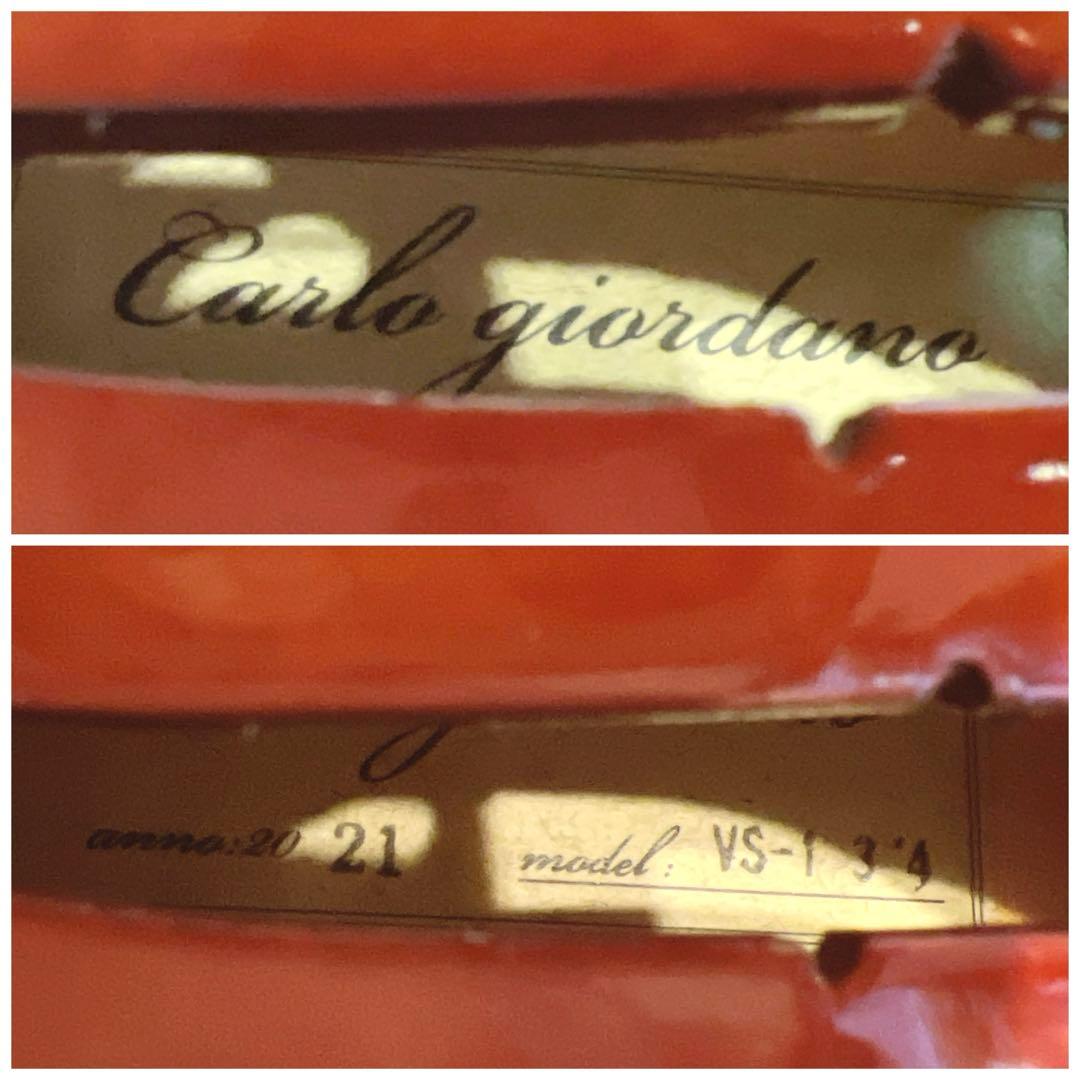 Carlo giordano
anno:20 21 model: VS-1 3'4